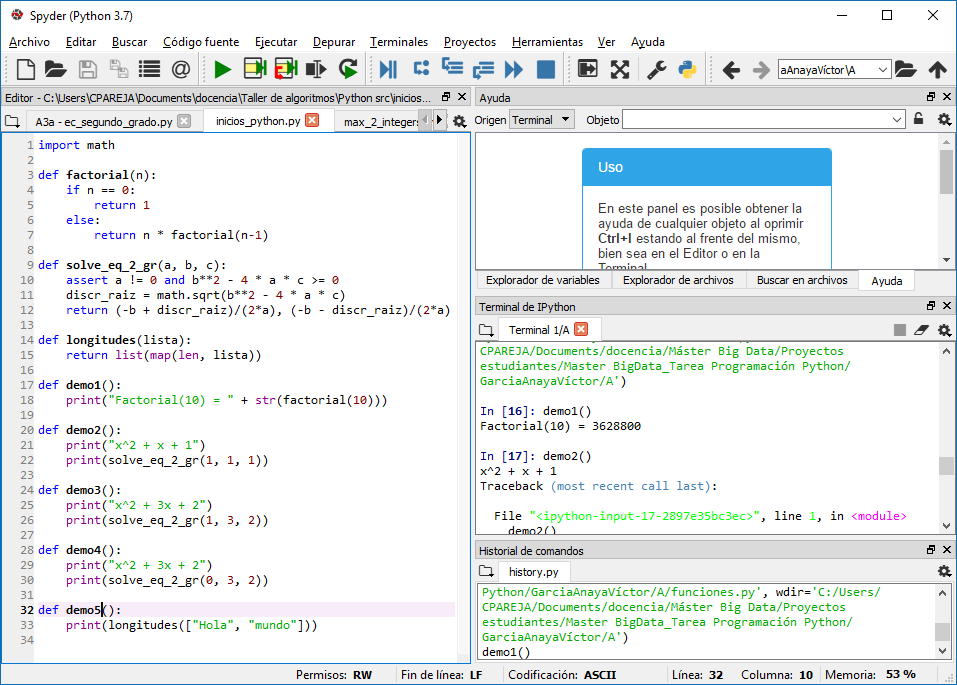 Spyder (Python 3.7)
Archivo Editar Buscar Código fuente Ejecutar Depurar Terminales Proyectos Herramientas Ver Ayuda
aAnayaVíctor\A
Editor - C:\Users\CPAREJA\Documents\docencia\Taller de algoritmos\Python src\inicios...
A3a - ec_segundo_grado.py
inicios_python.py
max_2_integers
1 import math
2
3 def factorial(n):
4 if n == 0:
5 return 1
6 else:
7 return n * factorial(n-1)
8
9 def solve_eq_2_gr(a, b, c):
10 assert a != 0 and b**2 - 4 * a * c >= 0
11 discr_raiz = math.sqrt(b**2 - 4 * a * c)
12 return (-b + discr_raiz)/(2*a), (-b - discr_raiz)/(2*a)
13
14 def longitudes(lista):
15 return list(map(len, lista))
16
17 def demo1():
18 print("Factorial(10) = " + str(factorial(10)))
19
20 def demo2():
21 print("x^2 + x + 1")
22 print(solve_eq_2_gr(1, 1, 1))
23
24 def demo3():
25 print("x^2 + 3x + 2")
26 print(solve_eq_2_gr(1, 3, 2))
27
28 def demo4():
29 print("x^2 + 3x + 2")
30 print(solve_eq_2_gr(0, 3, 2))
31
32 def demo5():
33 print(longitudes(["Hola", "mundo"]))
34
Ayuda
Origen Terminal Objeto
Uso
En este panel es posible obtener la
ayuda de cualquier objeto al oprimir
Ctrl+I estando al frente del mismo,
bien sea en el Editor o en la
Terminal
Explorador de variables Explorador de archivos Buscar en archivos Ayuda
Terminal de IPython
Terminal 1/A
CPAREJA/Documents/docencia/Máster Big Data/Proyectos
estudiantes/Master BigData_Tarea Programación Python/
GarciaAnayaVíctor/A')
In [16]: demo1()
Factorial(10) = 3628800
In [17]: demo2()
x^2 + x + 1
Traceback (most recent call last):
File "<ipython-input-17-2897e35bc3ec>", line 1, in <module>
demo2()
Historial de comandos
history.py
Python/GarciaAnayaVíctor/A/funciones.py', wdir='C:/Users/
CPAREJA/Documents/docencia/Máster Big Data/Proyectos
estudiantes/Master BigData_Tarea Programación Python/
GarciaAnayaVíctor/A')
demo1()
Permisos: RW Fin de línea: LF Codificación: ASCII Línea: 32 Columna: 10 Memoria: 53 %